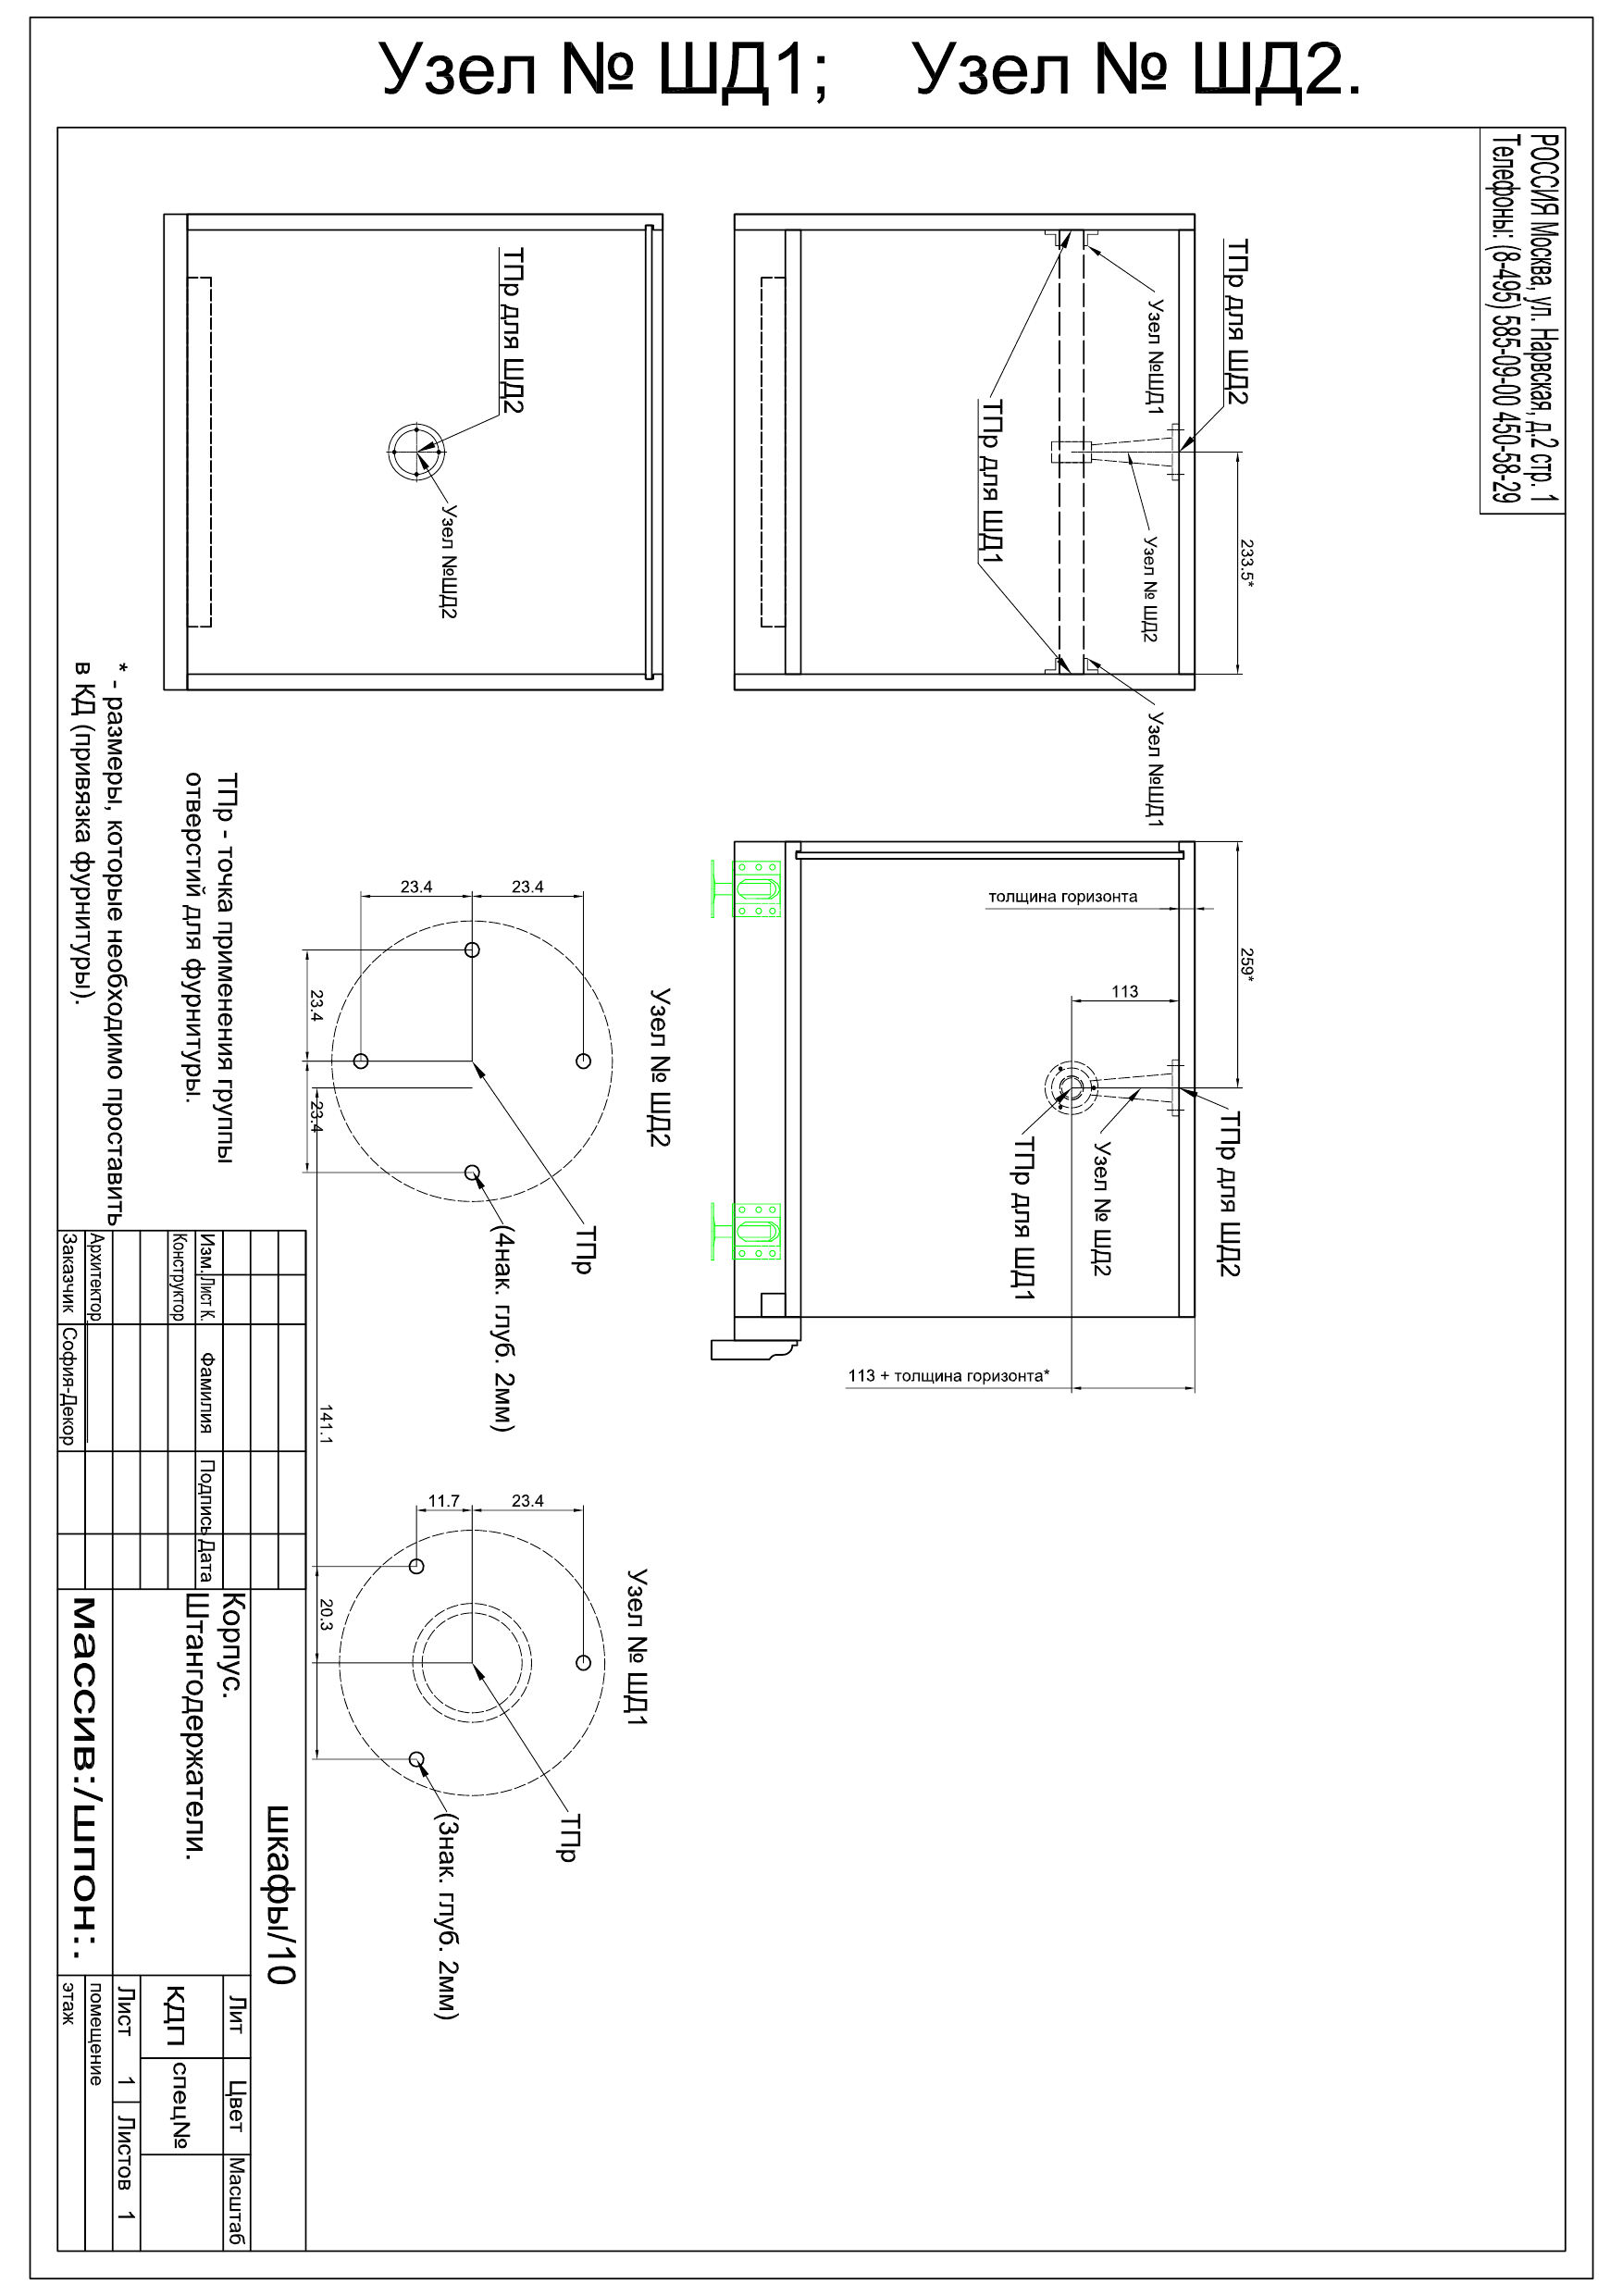 Узел № ШД1; Узел № ШД2.
РОССИЯ Москва, ул. Нарвская, д.2 стр. 1
Телефоны: (8-495) 585-09-00 450-58-29
ТПр для ШД2
Узел №ШД1
233.5*
Узел № ШД2
ТПр для ШД1
Узел №ШД1
ТПр для ШД2
Узел №ШД2
259*
толщина горизонта
113
ТПр для ШД2
Узел № ШД2
ТПр для ШД1
113 + толщина горизонта*
ТПр - точка применения группы
отверстий для фурнитуры.
* - размеры, которые необходимо проставить
в КД (привязка фурнитуры).
Узел № ШД2
23.4
23.4
23.4
23.4
ТПр
(4нак. глуб. 2мм)
141.1
Узел № ШД1
11.7
23.4
20.3
ТПр
(3нак. глуб. 2мм)
шкафы/10
Изм. Лист К. Фамилия Подпись Дата
Конструктор
Архитектор
Заказчик София-Декор
Корпус.
Штангодержатели.
массив:/шпон:.
Лит Цвет Масштаб
КДП спец№
Лист 1 Листов 1
помещение
этаж